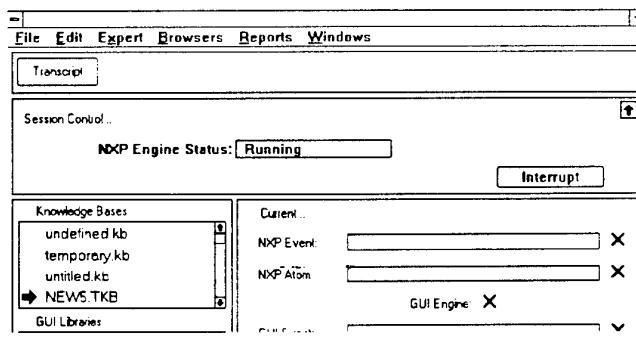 File Edit Expert Browsers Reports Windows
Transcript
Session Control...
NXP Engine Status: Running
Interrupt
Knowledge Bases
undefined.kb
temporary.kb
untitled.kb
NEWS.TKB
GUI Libraries
Current...
NXP Event:
NXP Atom
GUI Engine: